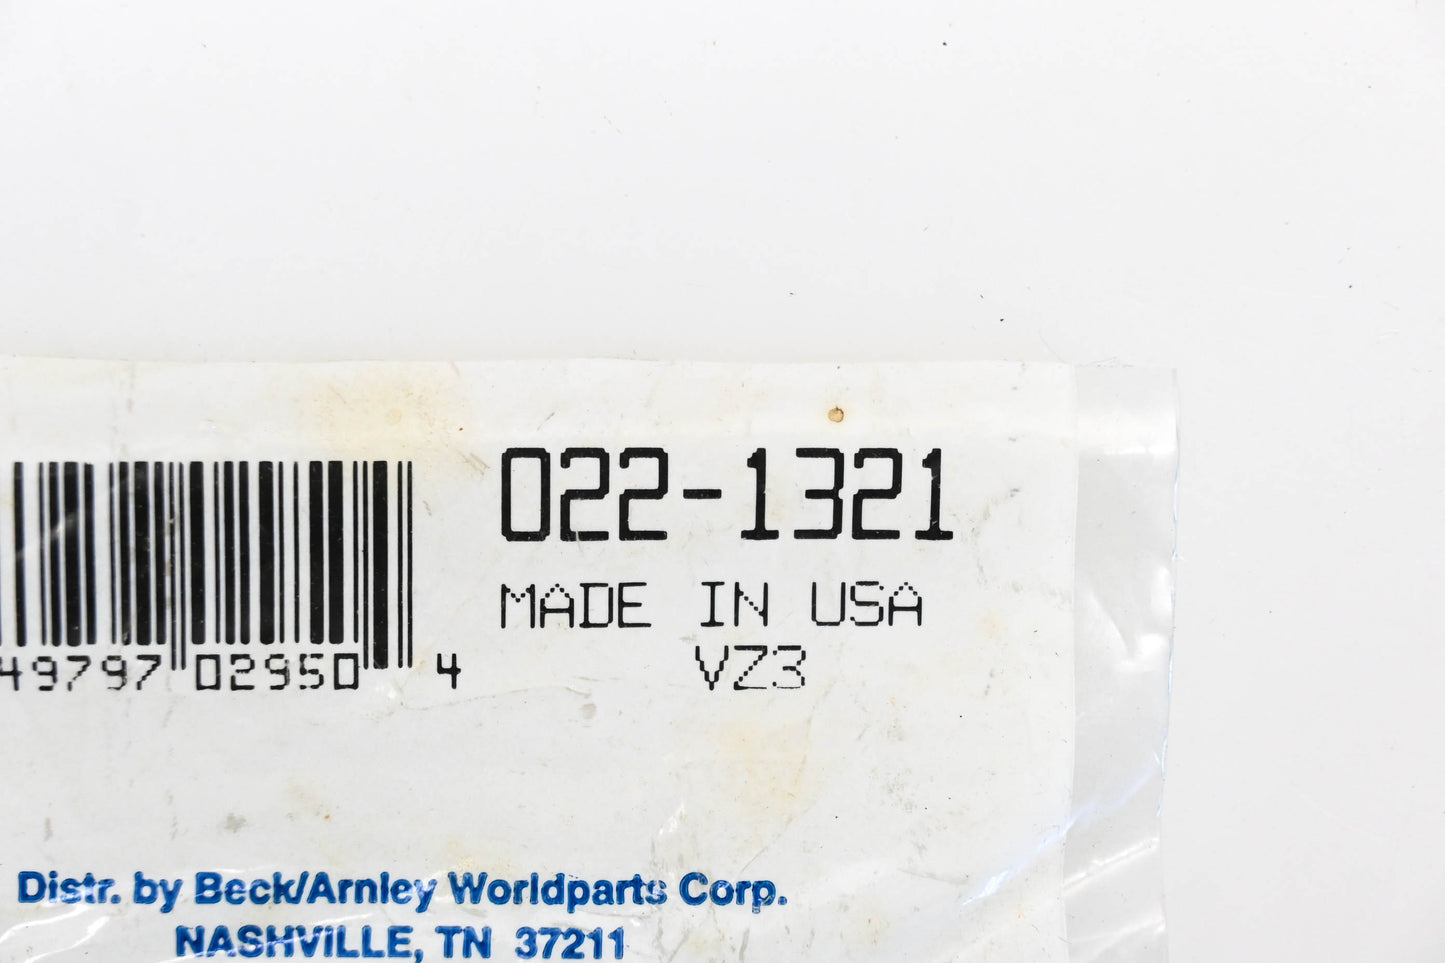 022-1321
MADE IN USA
VZ3
49797 02950 4
Distr. by Beck/Arnley Worldparts Corp.
NASHVILLE, TN 37211